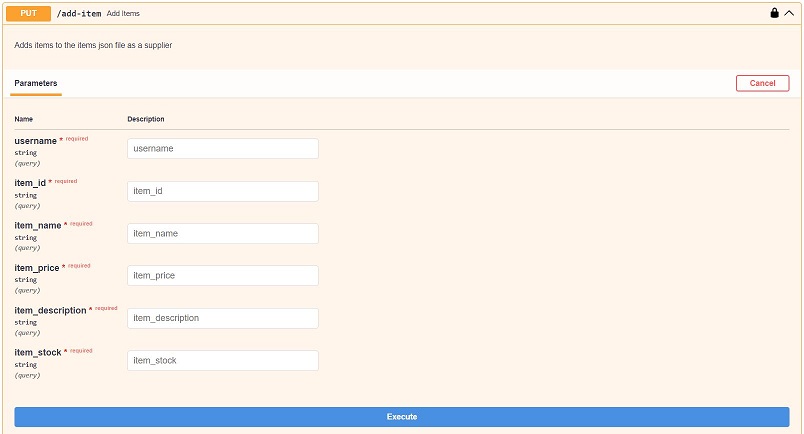 PUT /add-item Add Items
Adds items to the items json file as a supplier
Parameters Cancel
Name Description
username * required
string
(query)
username
item_id * required
string
(query)
item_id
item_name * required
string
(query)
item_name
item_price * required
string
(query)
item_price
item_description * required
string
(query)
item_description
item_stock * required
string
(query)
item_stock
Execute